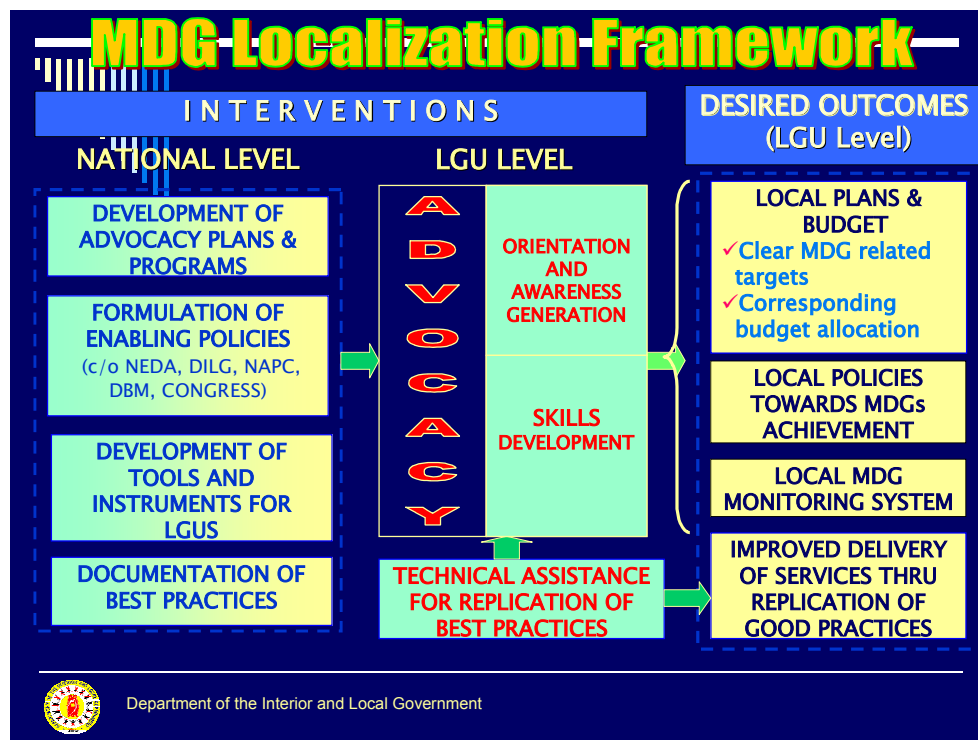 MDG Localization Framework
INTERVENTIONS
DESIRED OUTCOMES
(LGU Level)
NATIONAL LEVEL
LGU LEVEL
DEVELOPMENT OF
ADVOCACY PLANS &
PROGRAMS
FORMULATION OF
ENABLING POLICIES
(c/o NEDA, DILG, NAPC,
DBM, CONGRESS)
DEVELOPMENT OF
TOOLS AND
INSTRUMENTS FOR
LGUS
DOCUMENTATION OF
BEST PRACTICES
A
D
V
O
C
A
C
Y
ORIENTATION
AND
AWARENESS
GENERATION
SKILLS
DEVELOPMENT
TECHNICAL ASSISTANCE
FOR REPLICATION OF
BEST PRACTICES
LOCAL PLANS &
BUDGET
✓Clear MDG related
targets
✓Corresponding
budget allocation
LOCAL POLICIES
TOWARDS MDGs
ACHIEVEMENT
LOCAL MDG
MONITORING SYSTEM
IMPROVED DELIVERY
OF SERVICES THRU
REPLICATION OF
GOOD PRACTICES
Department of the Interior and Local Government